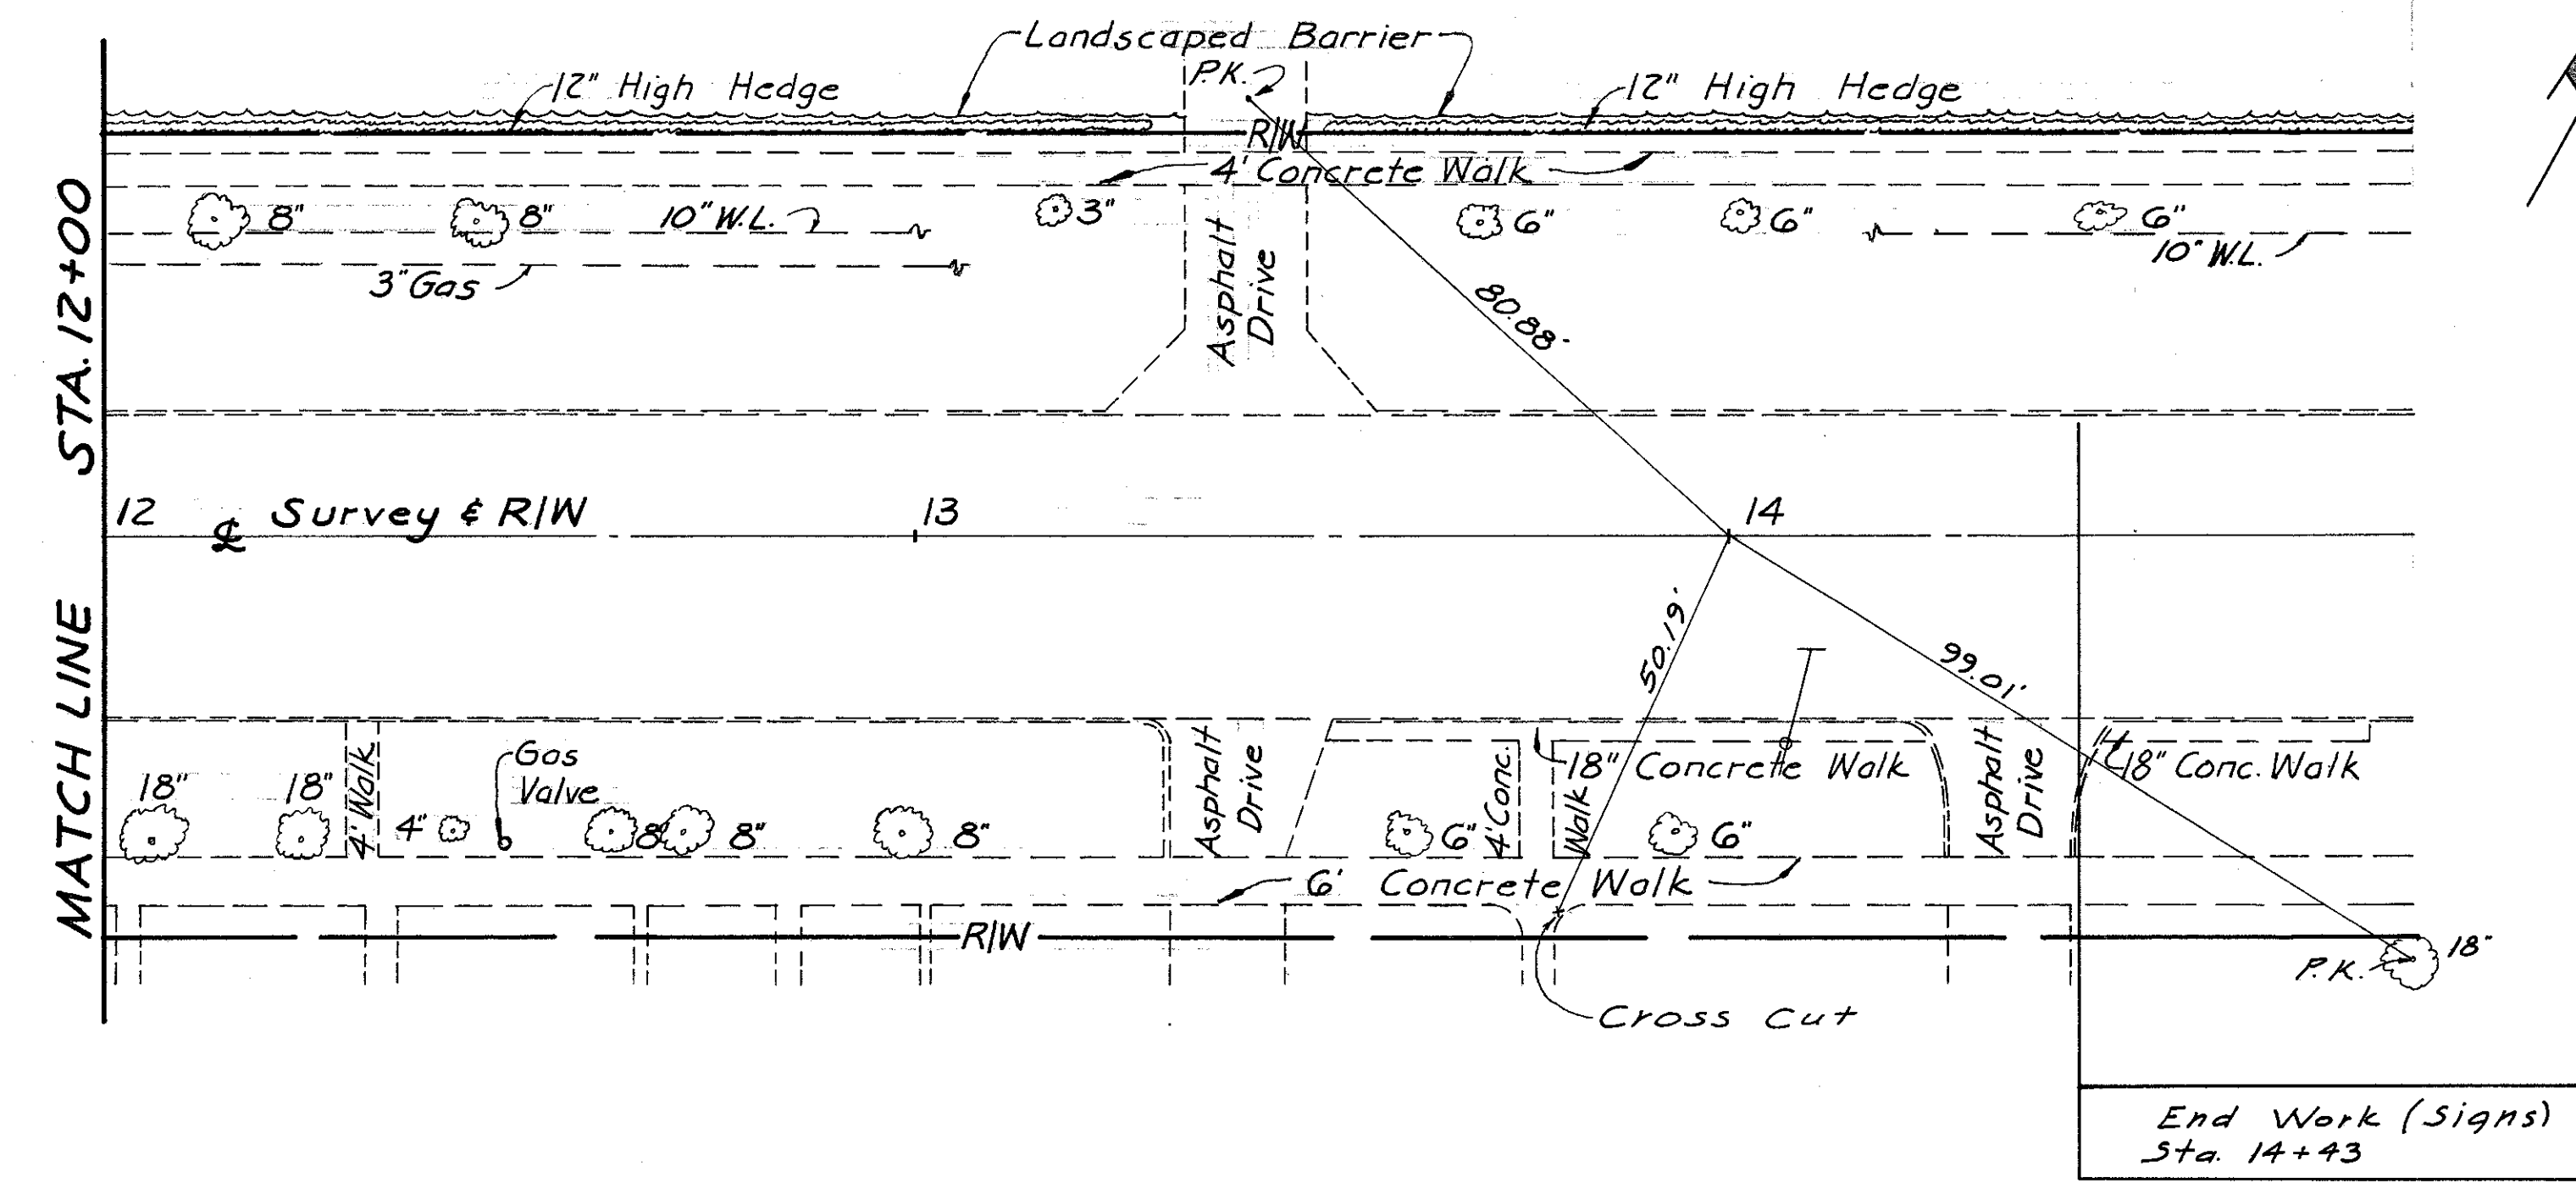 Landscaped Barrier
P.K.
12" High Hedge
12" High Hedge
R/W
4' Concrete Walk
8"
8"
10" W.L.
3"
6"
6"
6"
10" W.L.
3" Gas
Asphalt
Drive
80.88'
STA. 12+00
MATCH LINE
12
℄ Survey & R/W
13
14
50.19'
99.01'
18"
18"
4' Walk
4"
Gas
Valve
8"
8"
8"
Asphalt
Drive
6"
4' Conc.
Walk
18" Concrete Walk
6"
Asphalt
Drive
18" Conc. Walk
6' Concrete Walk
R/W
P.K.
18"
Cross Cut
End Work (Signs)
Sta. 14+43